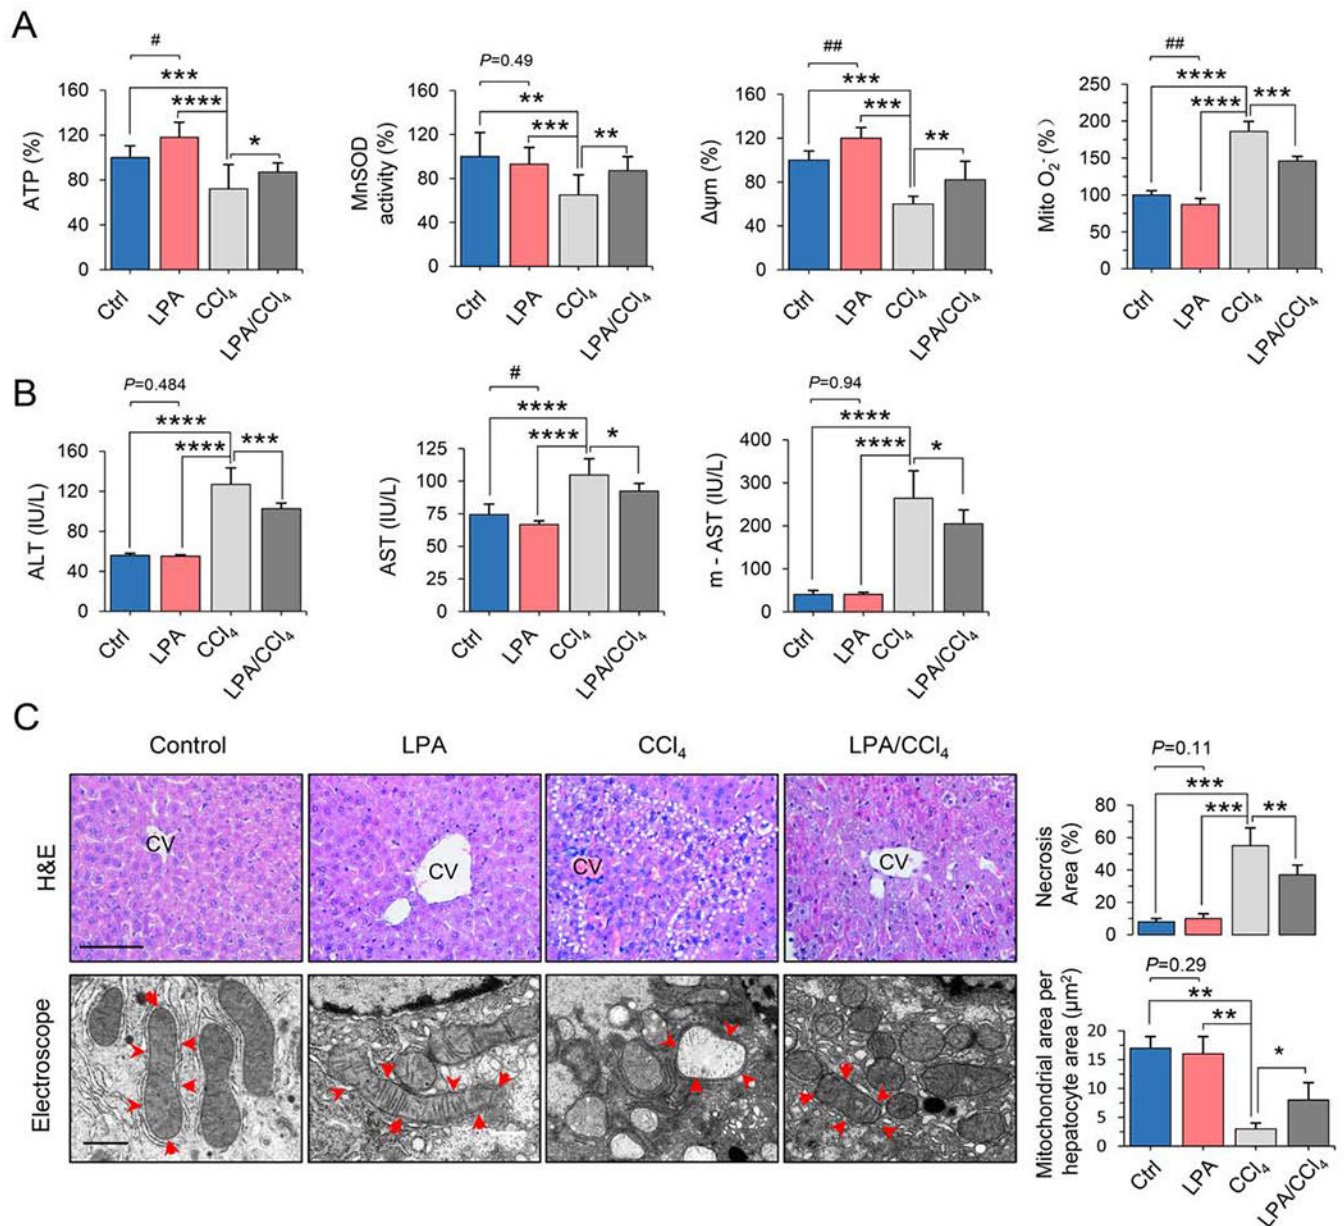 A
#
***
****
*
160
120
80
40
0
ATP (%)
Ctrl
LPA
CCl₄
LPA/CCl₄
P=0.49
**
***
**
160
120
80
40
0
MnSOD
activity (%)
Ctrl
LPA
CCl₄
LPA/CCl₄
##
***
***
**
160
120
80
40
0
Δψm (%)
Ctrl
LPA
CCl₄
LPA/CCl₄
##
****
****
***
250
200
150
100
50
0
Mito O₂⁻ (%)
Ctrl
LPA
CCl₄
LPA/CCl₄
B
P=0.484
****
****
***
160
120
80
40
0
ALT (IU/L)
Ctrl
LPA
CCl₄
LPA/CCl₄
#
****
****
*
125
100
75
50
25
0
AST (IU/L)
Ctrl
LPA
CCl₄
LPA/CCl₄
P=0.94
****
****
*
400
300
200
100
0
m - AST (IU/L)
Ctrl
LPA
CCl₄
LPA/CCl₄
C
Control
LPA
CCl₄
LPA/CCl₄
H&E
CV
CV
CV
CV
Electroscope
P=0.11
***
***
**
80
60
40
20
0
Necrosis
Area (%)
P=0.29
**
**
*
20
15
10
5
0
Mitochondrial area per
hepatocyte area (μm²)
Ctrl
LPA
CCl₄
LPA/CCl₄